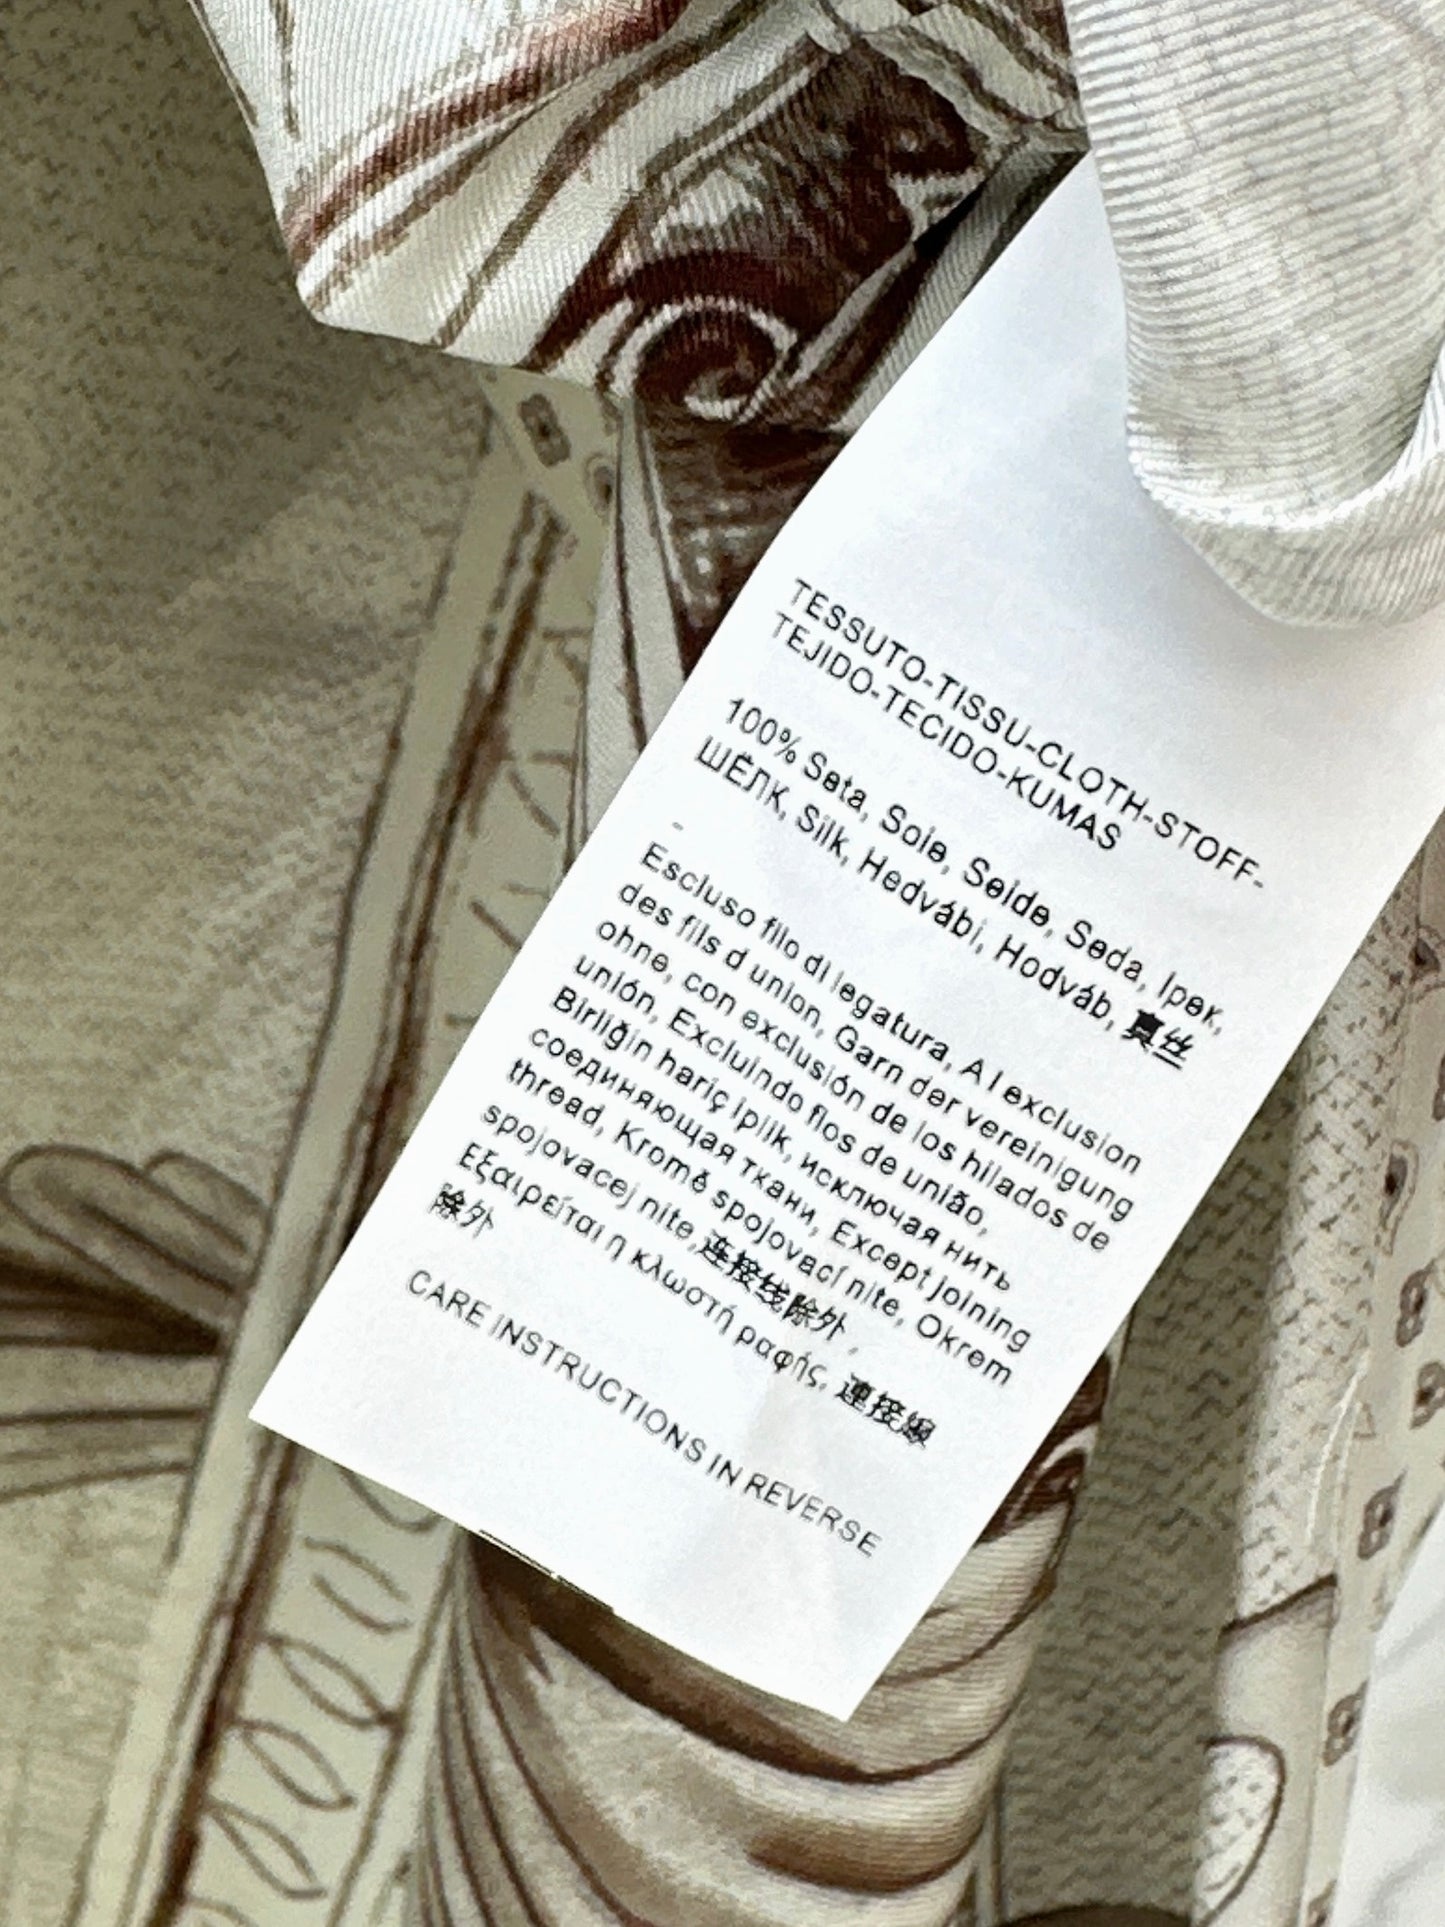 TESSUTO-TISSU-CLOTH-STOFF-
TEJIDO-TECIDO-KUMAS
100% Seta, Soie, Seide, Seda, Ipek,
ШЁЛК, Silk, Hedvábi, Hodváb, 真丝
-
Escluso filo di legatura, A l exclusion
des fils d union, Garn der vereinigung
ohne, con exclusión de los hilados de
unión, Excluindo fios de união,
Birliğin hariç iplik, исключая нить
соединяющая ткани, Except joining
thread, Kromě spojovací nite, Okrem
spojovacej nite,连接线除外,
Εξαιρείται η κλωστή ραφής, 連接線
除外
CARE INSTRUCTIONS IN REVERSE